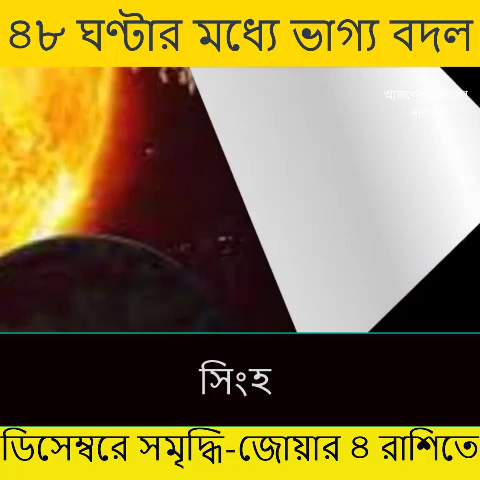 ৪৮ ঘণ্টার মধ্যে ভাগ্য বদল
সিংহ
ডিসেম্বরে সমৃদ্ধি-জোয়ার ৪ রাশিতে